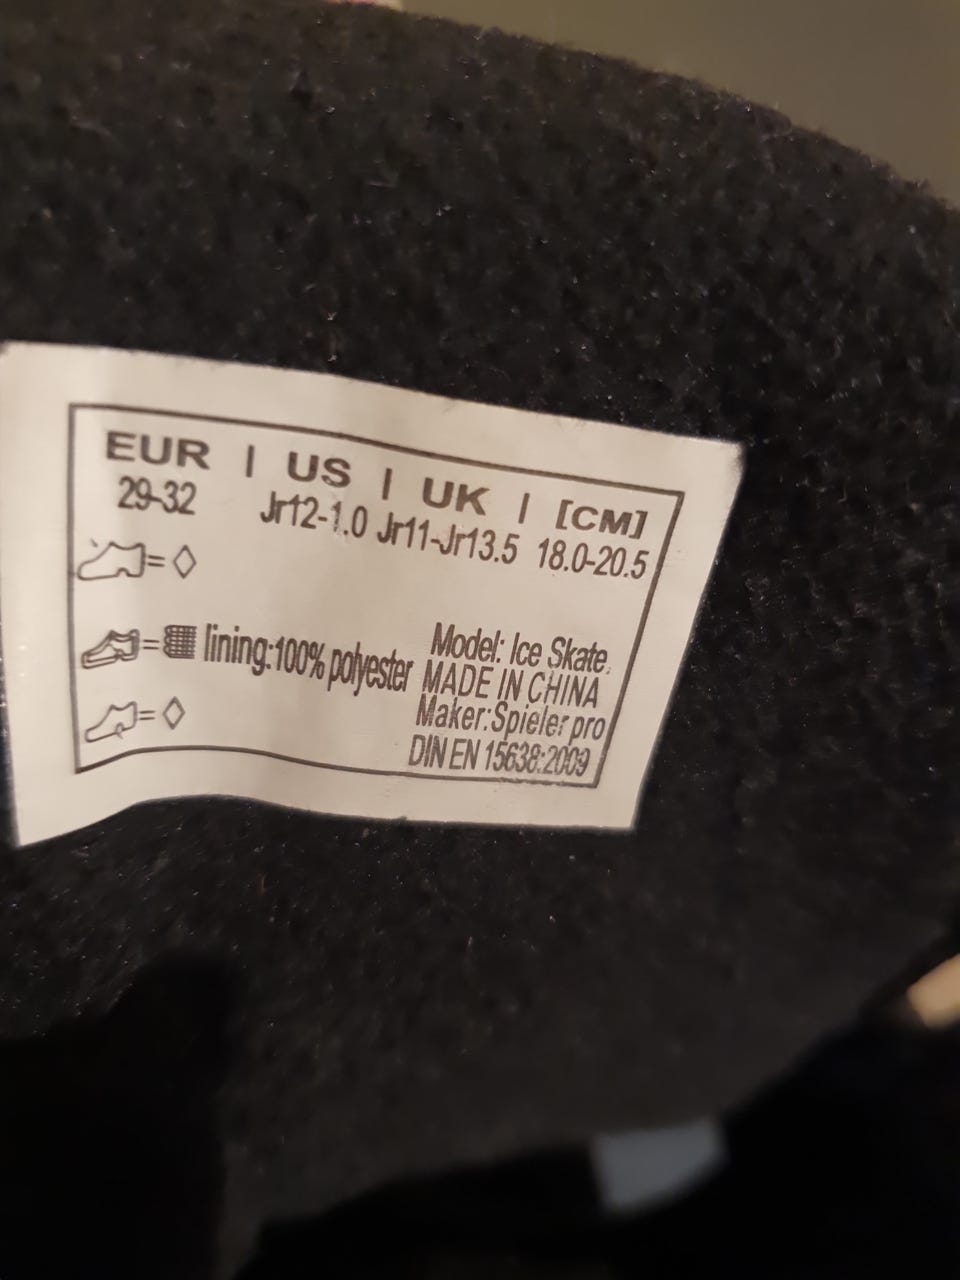 EUR | US | UK | [CM]
29-32 Jr12-1.0 Jr11-Jr13.5 18.0-20.5
lining:100% polyester
Model: Ice Skate
MADE IN CHINA
Maker:Spieler pro
DIN EN 15638:2009